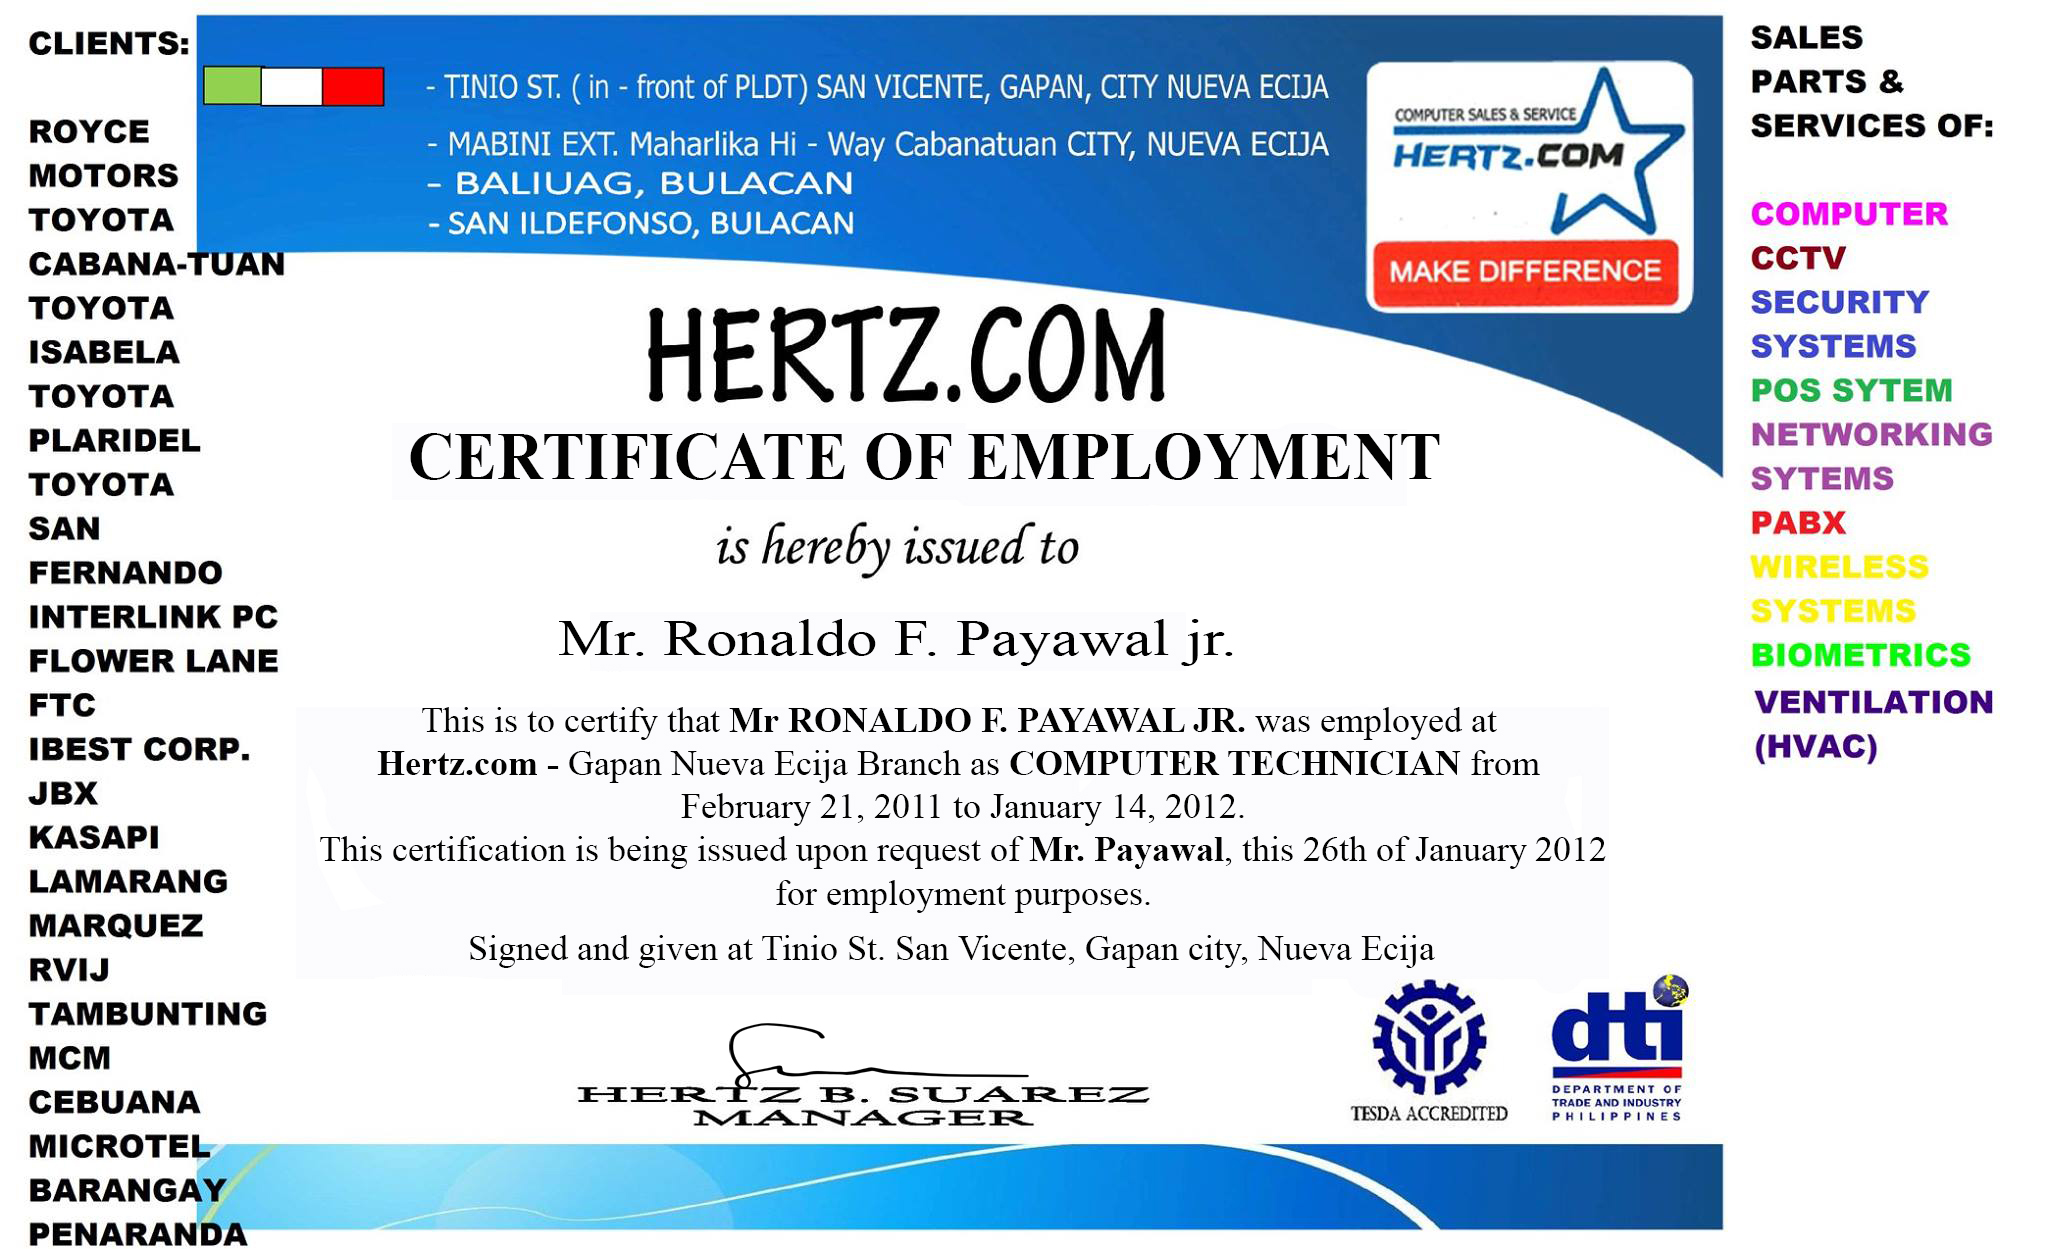 CLIENTS:
ROYCE
MOTORS
TOYOTA
CABANA-TUAN
TOYOTA
ISABELA
TOYOTA
PLARIDEL
TOYOTA
SAN
FERNANDO
INTERLINK PC
FLOWER LANE
FTC
IBEST CORP.
JBX
KASAPI
LAMARANG
MARQUEZ
RVIJ
TAMBUNTING
MCM
CEBUANA
MICROTEL
BARANGAY
PENARANDA
- TINIO ST. ( in - front of PLDT) SAN VICENTE, GAPAN, CITY NUEVA ECIJA
- MABINI EXT. Maharlika Hi - Way Cabanatuan CITY, NUEVA ECIJA
- BALIUAG, BULACAN
- SAN ILDEFONSO, BULACAN
COMPUTER SALES & SERVICE
HERTZ.COM
MAKE DIFFERENCE
HERTZ.COM
CERTIFICATE OF EMPLOYMENT
is hereby issued to
Mr. Ronaldo F. Payawal jr.
This is to certify that Mr RONALDO F. PAYAWAL JR. was employed at
Hertz.com - Gapan Nueva Ecija Branch as COMPUTER TECHNICIAN from
February 21, 2011 to January 14, 2012.
This certification is being issued upon request of Mr. Payawal, this 26th of January 2012
for employment purposes.
Signed and given at Tinio St. San Vicente, Gapan city, Nueva Ecija
HERTZ B. SUAREZ
MANAGER
TESDA ACCREDITED
dti
DEPARTMENT OF
TRADE AND INDUSTRY
PHILIPPINES
SALES
PARTS &
SERVICES OF:
COMPUTER
CCTV
SECURITY
SYSTEMS
POS SYTEM
NETWORKING
SYTEMS
PABX
WIRELESS
SYSTEMS
BIOMETRICS
VENTILATION
(HVAC)